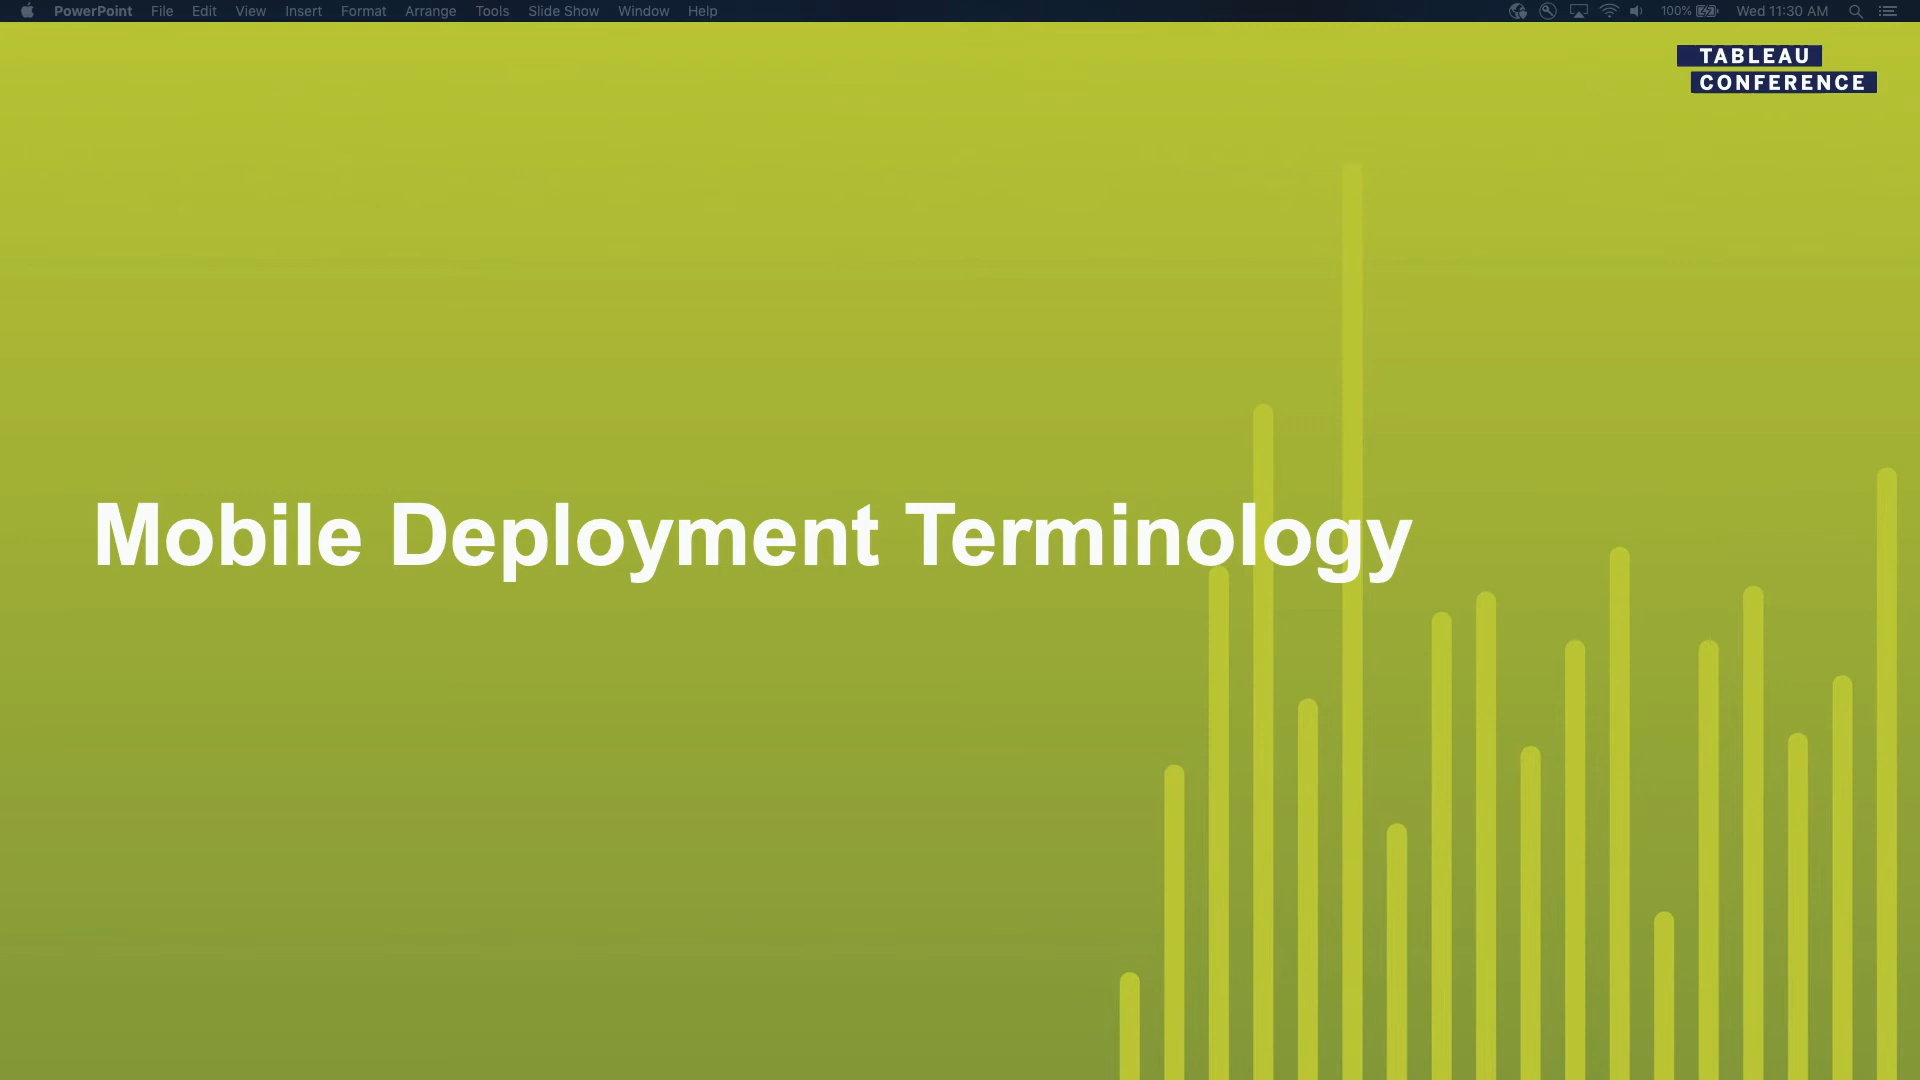 PowerPoint File Edit View Insert Format Arrange Tools Slide Show Window Help 100% Wed 11:30 AM
TABLEAU
CONFERENCE
Mobile Deployment Terminology